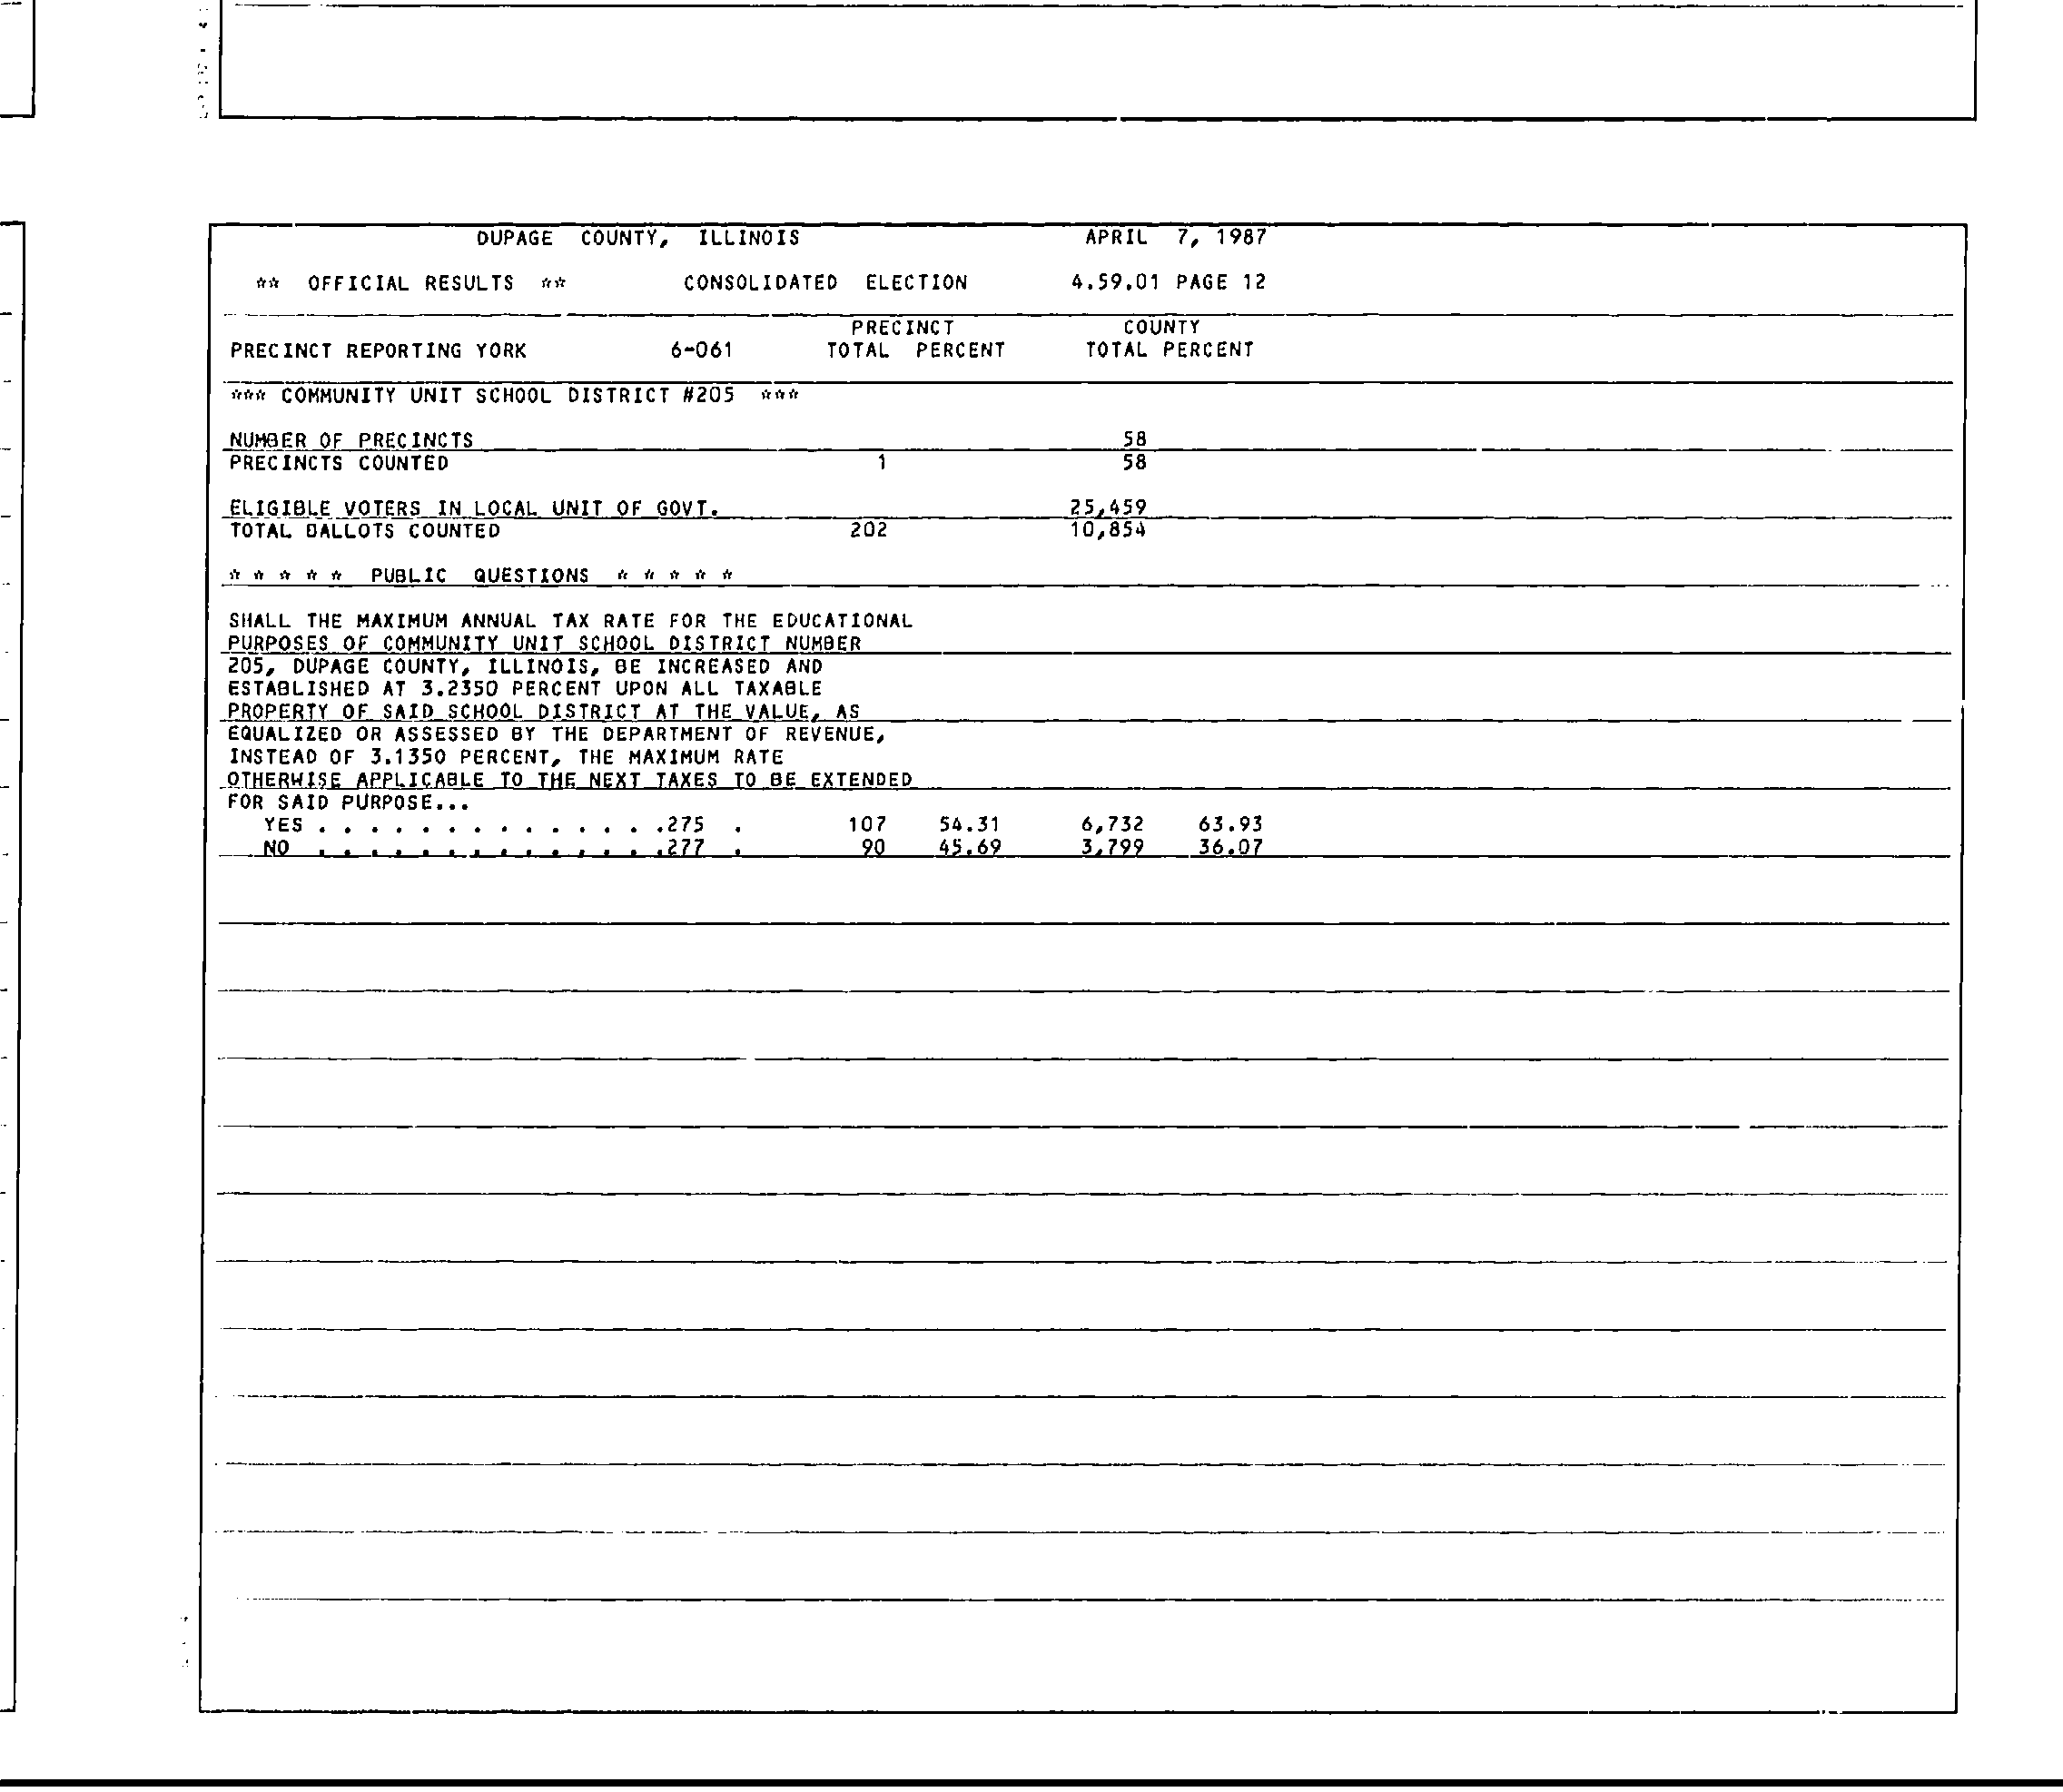 DUPAGE COUNTY, ILLINOIS APRIL 7, 1987
** OFFICIAL RESULTS ** CONSOLIDATED ELECTION 4.59.01 PAGE 12
PRECINCT COUNTY
PRECINCT REPORTING YORK 6-061 TOTAL PERCENT TOTAL PERCENT
*** COMMUNITY UNIT SCHOOL DISTRICT #205 ***
NUMBER OF PRECINCTS 58
PRECINCTS COUNTED 1 58
ELIGIBLE VOTERS IN LOCAL UNIT OF GOVT. 25,459
TOTAL BALLOTS COUNTED 202 10,854
* * * * * PUBLIC QUESTIONS * * * * *
SHALL THE MAXIMUM ANNUAL TAX RATE FOR THE EDUCATIONAL
PURPOSES OF COMMUNITY UNIT SCHOOL DISTRICT NUMBER
205, DUPAGE COUNTY, ILLINOIS, BE INCREASED AND
ESTABLISHED AT 3.2350 PERCENT UPON ALL TAXABLE
PROPERTY OF SAID SCHOOL DISTRICT AT THE VALUE, AS
EQUALIZED OR ASSESSED BY THE DEPARTMENT OF REVENUE,
INSTEAD OF 3.1350 PERCENT, THE MAXIMUM RATE
OTHERWISE APPLICABLE TO THE NEXT TAXES TO BE EXTENDED
FOR SAID PURPOSE...
YES . . . . . . . . . . . . . .275 . 107 54.31 6,732 63.93
NO . . . . . . . . . . . . . .277 . 90 45.69 3,799 36.07